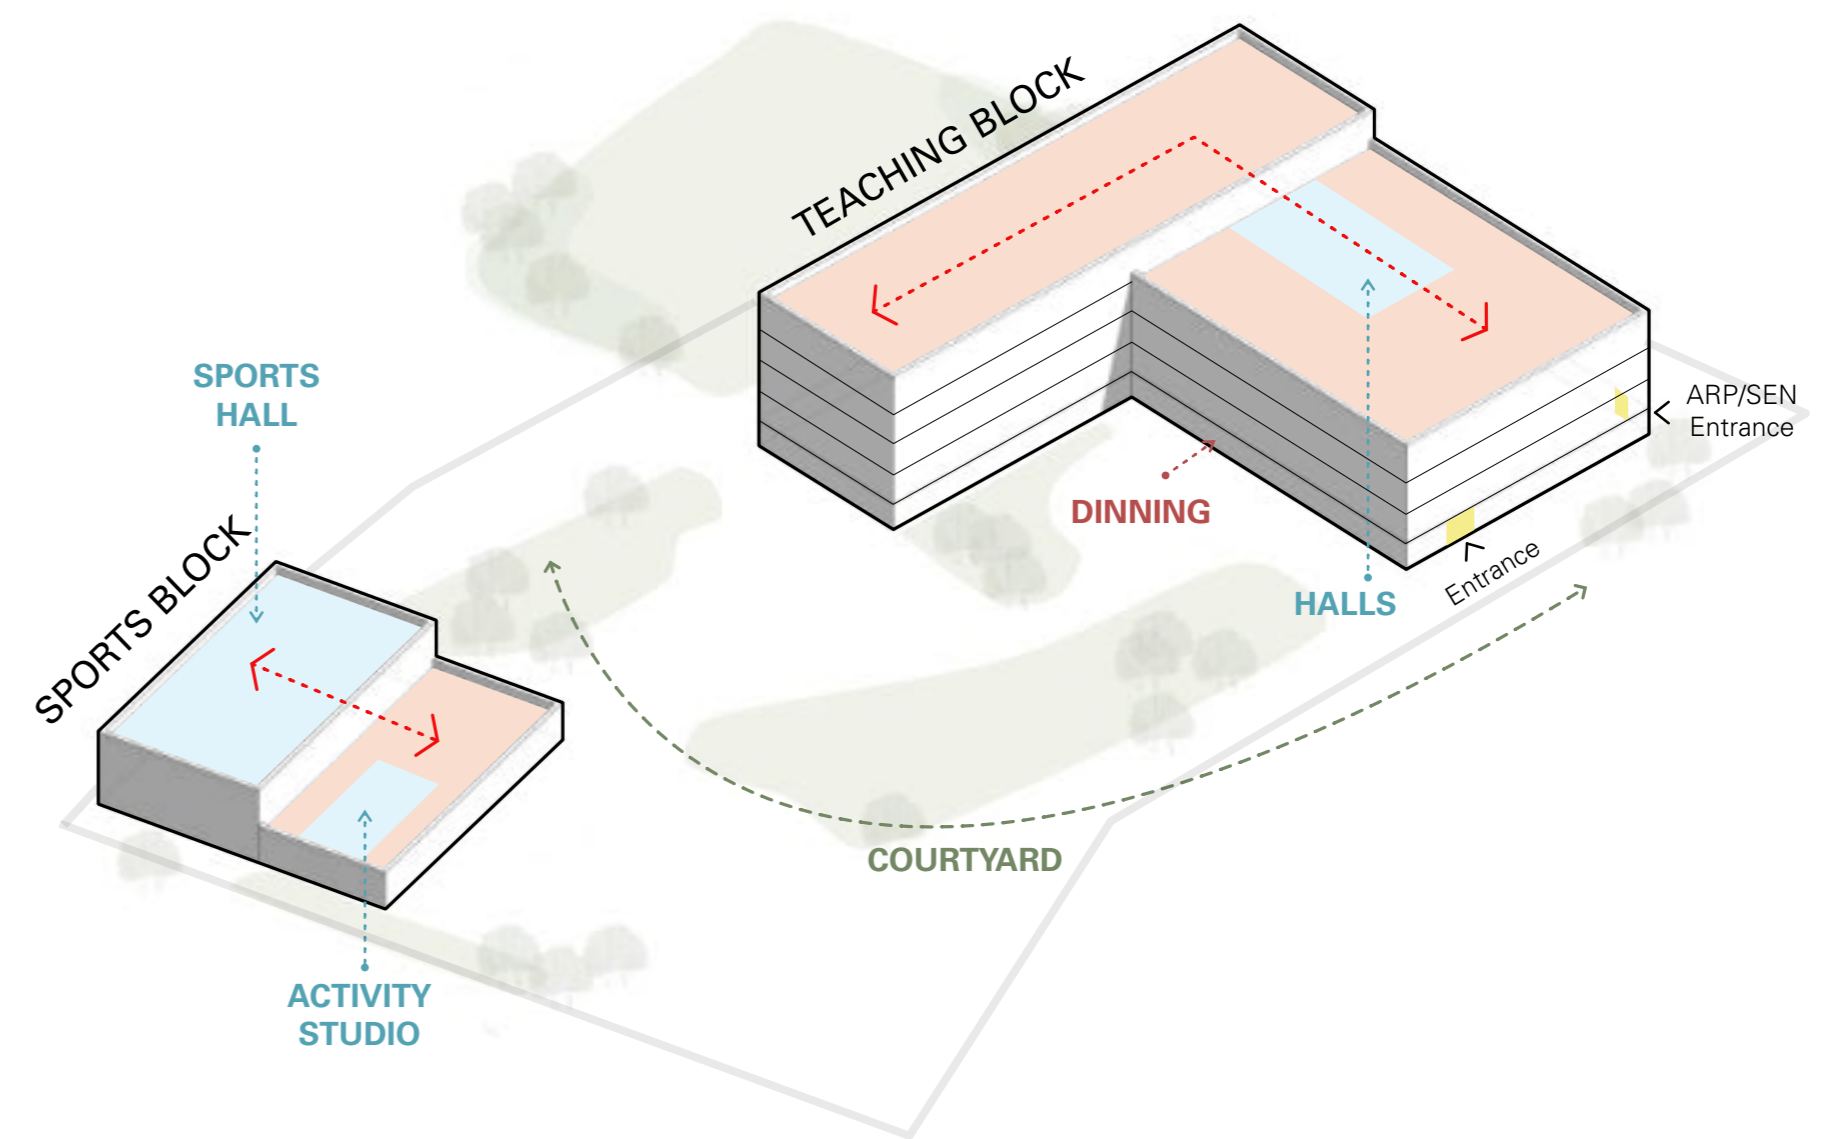 TEACHING BLOCK
SPORTS
HALL
ARP/SEN
Entrance
DINNING
SPORTS BLOCK
Entrance
HALLS
COURTYARD
ACTIVITY
STUDIO